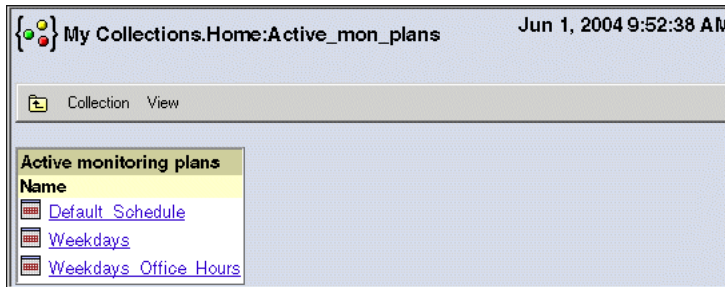 My Collections.Home:Active_mon_plans
Jun 1, 2004 9:52:38 AM
Collection View
Active monitoring plans
Name
Default_Schedule
Weekdays
Weekdays_Office_Hours